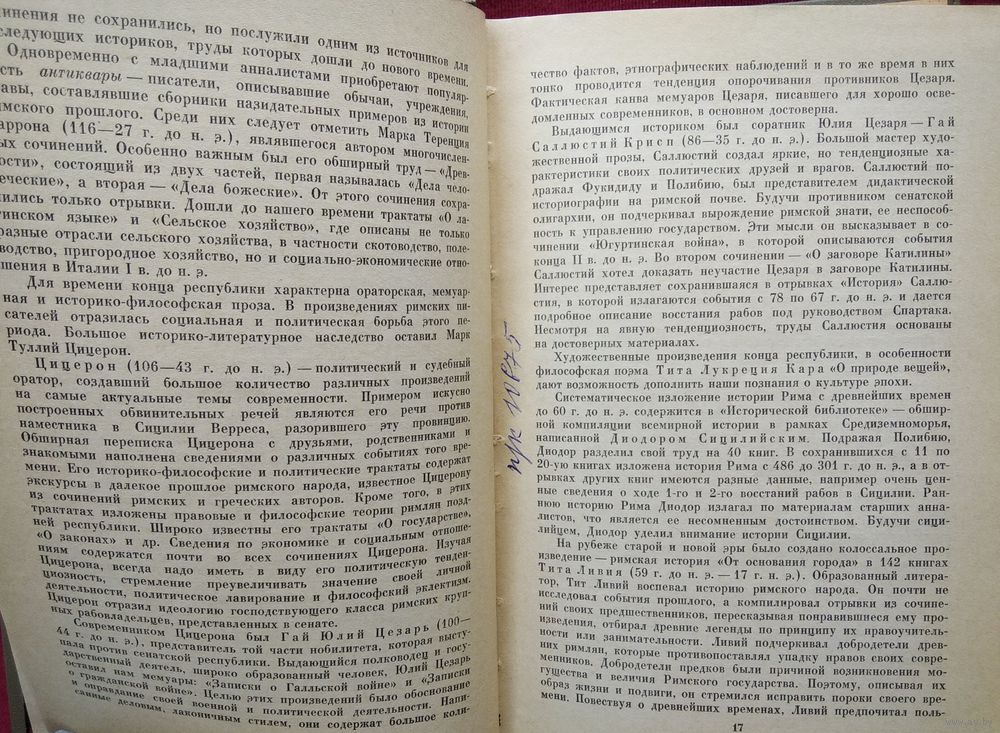 чинения не сохранились, но послужили одним из источников для
следующих историков, труды которых дошли до нового времени.
Одновременно с младшими анналистами приобретают популяр-
ость антиквары — писатели, описывавшие обычаи, учреждения,
авы, составлявшие сборники назидательных примеров из истории
мского прошлого. Среди них следует отметить Марка Теренция
аррона (116—27 г. до н. э.), являвшегося автором многочислен-
ых сочинений. Особенно важным был его обширный труд — «Древ-
ости», состоящий из двух частей, первая называлась «Дела чело-
еческие», а вторая — «Дела божеские». От этого сочинения сохра-
ились только отрывки. Дошли до нашего времени трактаты «О ла-
инском языке» и «Сельское хозяйство», где описаны не только
разные отрасли сельского хозяйства, в частности скотоводство, поле-
водство, пригородное хозяйство, но и социально-экономические отно-
шения в Италии I в. до н. э.
Для времени конца республики характерна ораторская, мемуар-
ная и историко-философская проза. В произведениях римских пи-
сателей отразилась социальная и политическая борьба этого пе-
риода. Большое историко-литературное наследство оставил Марк
Туллий Цицерон.
Цицерон (106—43 г. до н. э.) — политический и судебный
оратор, создавший большое количество различных произведений
на самые актуальные темы современности. Примером искусно
построенных обвинительных речей являются его речи против
наместника в Сицилии Верреса, разорившего эту провинцию.
Обширная переписка Цицерона с друзьями, родственниками и
знакомыми наполнена сведениями о различных событиях того вре-
мени. Его историко-философские и политические трактаты содержат
экскурсы в далекое прошлое римского народа, известное Цицерону
из сочинений римских и греческих авторов. Кроме того, в этих
трактатах изложены правовые и философские теории римлян позд-
ней республики. Широко известны его трактаты «О государстве»,
«О законах» и др. Сведения по экономике и социальным отноше-
ниям содержатся почти во всех сочинениях Цицерона. Изучая
Цицерона, всегда надо иметь в виду его политическую тенден-
циозность, стремление преувеличивать значение своей личной
деятельности, политическое лавирование и философский эклектизм.
Цицерон отразил идеологию господствующего класса римских круп-
ных рабовладельцев, представленных в сенате.
Современником Цицерона был Гай Юлий Цезарь (100—
44 г. до н. э.), представитель той части нобилитета, которая высту-
пала против сенатской республики. Выдающийся полководец и госу-
дарственный деятель, широко образованный человек, Юлий Цезарь
оставил нам мемуары: «Записки о Галльской войне» и «Записки
о гражданской войне». Целью этих произведений было обоснование
и оправдание своей военной и политической деятельности. Напи-
санные деловым, лаконичным стилем, они содержат большое коли-
чество фактов, этнографических наблюдений и в то же время в них
тонко проводится тенденция опорочивания противников Цезаря.
Фактическая канва мемуаров Цезаря, писавшего для хорошо осве-
домленных современников, в основном достоверна.
Выдающимся историком был соратник Юлия Цезаря — Гай
Саллюстий Крисп (86—35 г. до н. э.). Большой мастер худо-
жественной прозы. Саллюстий создал яркие, но тенденциозные ха-
рактеристики своих политических друзей и врагов. Саллюстий по-
дражал Фукидиду и Полибию, был представителем дидактической
историографии на римской почве. Будучи противником сенатской
олигархии, он подчеркивал вырождение римской знати, ее неспособ-
ность к управлению государством. Эти мысли он высказывает в со-
чинении «Югуртинская война», в которой описываются события
конца II в. до н. э. Во втором сочинении — «О заговоре Катилины»
Саллюстий хотел доказать неучастие Цезаря в заговоре Катилины.
Интерес представляет сохранившаяся в отрывках «История» Саллю-
стия, в которой излагаются события с 78 по 67 г. до н. э. и дается
подробное описание восстания рабов под руководством Спартака.
Несмотря на явную тенденциозность, труды Саллюстия основаны
на достоверных материалах.
Художественные произведения конца республики, в особенности
философская поэма Тита Лукреция Кара «О природе вещей»,
дают возможность дополнить наши познания о культуре эпохи.
Систематическое изложение истории Рима с древнейших времен
до 60 г. до н. э. содержится в «Исторической библиотеке» — обшир-
ной компиляции всемирной истории в рамках Средиземноморья,
написанной Диодором Сицилийским. Подражая Полибию,
Диодор разделил свой труд на 40 книг. В сохранившихся с 11 по
20-ую книгах изложена история Рима с 486 до 301 г. до н. э., а в от-
рывках других книг имеются разные данные, например очень цен-
ные сведения о ходе 1-го и 2-го восстаний рабов в Сицилии. Ран-
нюю историю Рима Диодор излагал по материалам старших анна-
листов, что является ее несомненным достоинством. Будучи сици-
лийцем, Диодор уделил внимание истории Сицилии.
На рубеже старой и новой эры было создано колоссальное про-
изведение — римская история «От основания города» в 142 книгах
Тита Ливия (59 г. до н. э. — 17 г. н. э.). Образованный литера-
тор, Тит Ливий воспевал историю римского народа. Он почти не
исследовал события прошлого, а компилировал отрывки из сочине-
ний своих предшественников, пересказывая понравившиеся ему про-
изведения, отбирал древние легенды по принципу их нравоучитель-
ности или занимательности. Ливий подчеркивал добродетели древ-
них римлян, которые противопоставлял упадку нравов своих совре-
менников. Добродетели предков были причиной возникновения мо-
гущества и величия Римского государства. Поэтому, описывая их
образ жизни и подвиги, он стремился исправить пороки своего вре-
мени. Повествуя о древнейших временах, Ливий предпочитал поль-
17